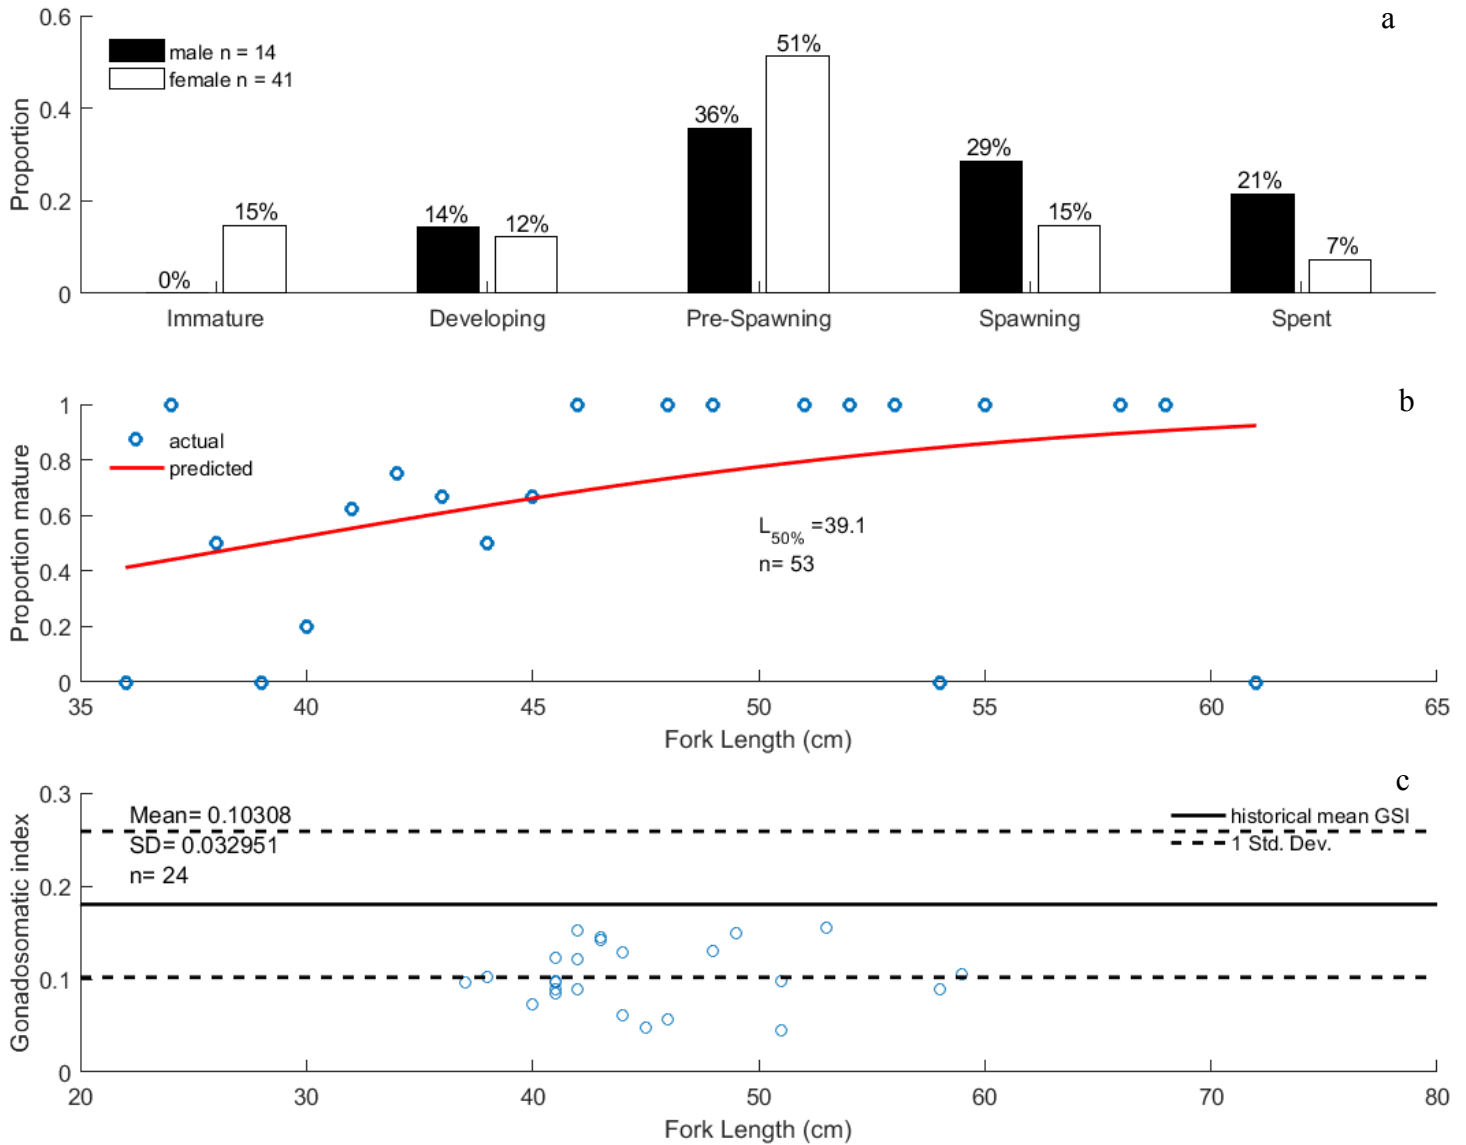 a
0.6
0.4
0.2
0
Proportion
male n = 14
female n = 41
0%
15%
14%
12%
36%
51%
29%
15%
21%
7%
Immature
Developing
Pre-Spawning
Spawning
Spent
b
1
0.8
0.6
0.4
0.2
0
Proportion mature
actual
predicted
L50% =39.1
n= 53
35
40
45
50
55
60
65
Fork Length (cm)
c
0.3
0.2
0.1
0
Gonadosomatic index
Mean= 0.10308
SD= 0.032951
n= 24
historical mean GSI
1 Std. Dev.
20
30
40
50
60
70
80
Fork Length (cm)